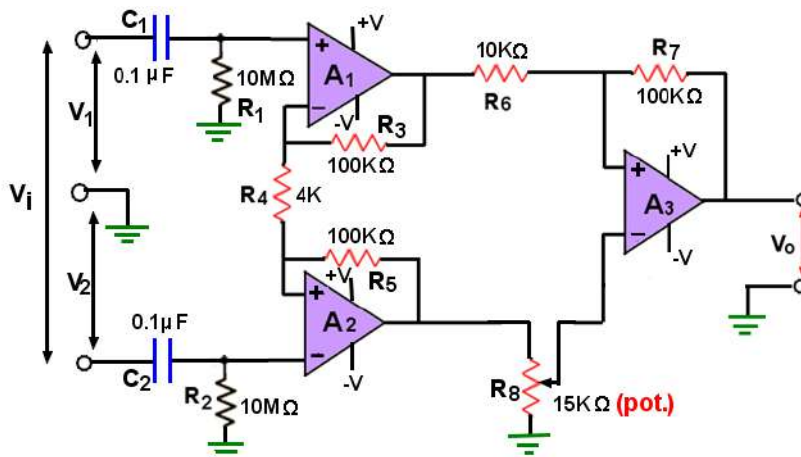 C1
+V
0.1 µF
10MΩ
R1
+
−
A1
-V
R3
100KΩ
10KΩ
R6
R7
100KΩ
V1
Vi
R4
4K
+
−
A3
+V
-V
Vo
V2
100KΩ
R5
+V
0.1µF
+
−
A2
-V
C2
R2
10MΩ
R8
15KΩ (pot.)